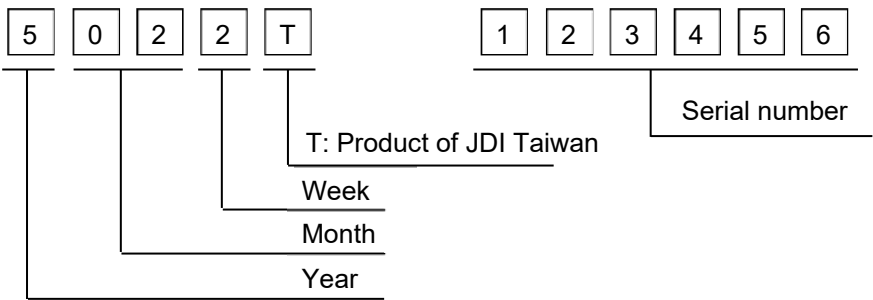 5 0 2 2 T 1 2 3 4 5 6
Serial number
T: Product of JDI Taiwan
Week
Month
Year